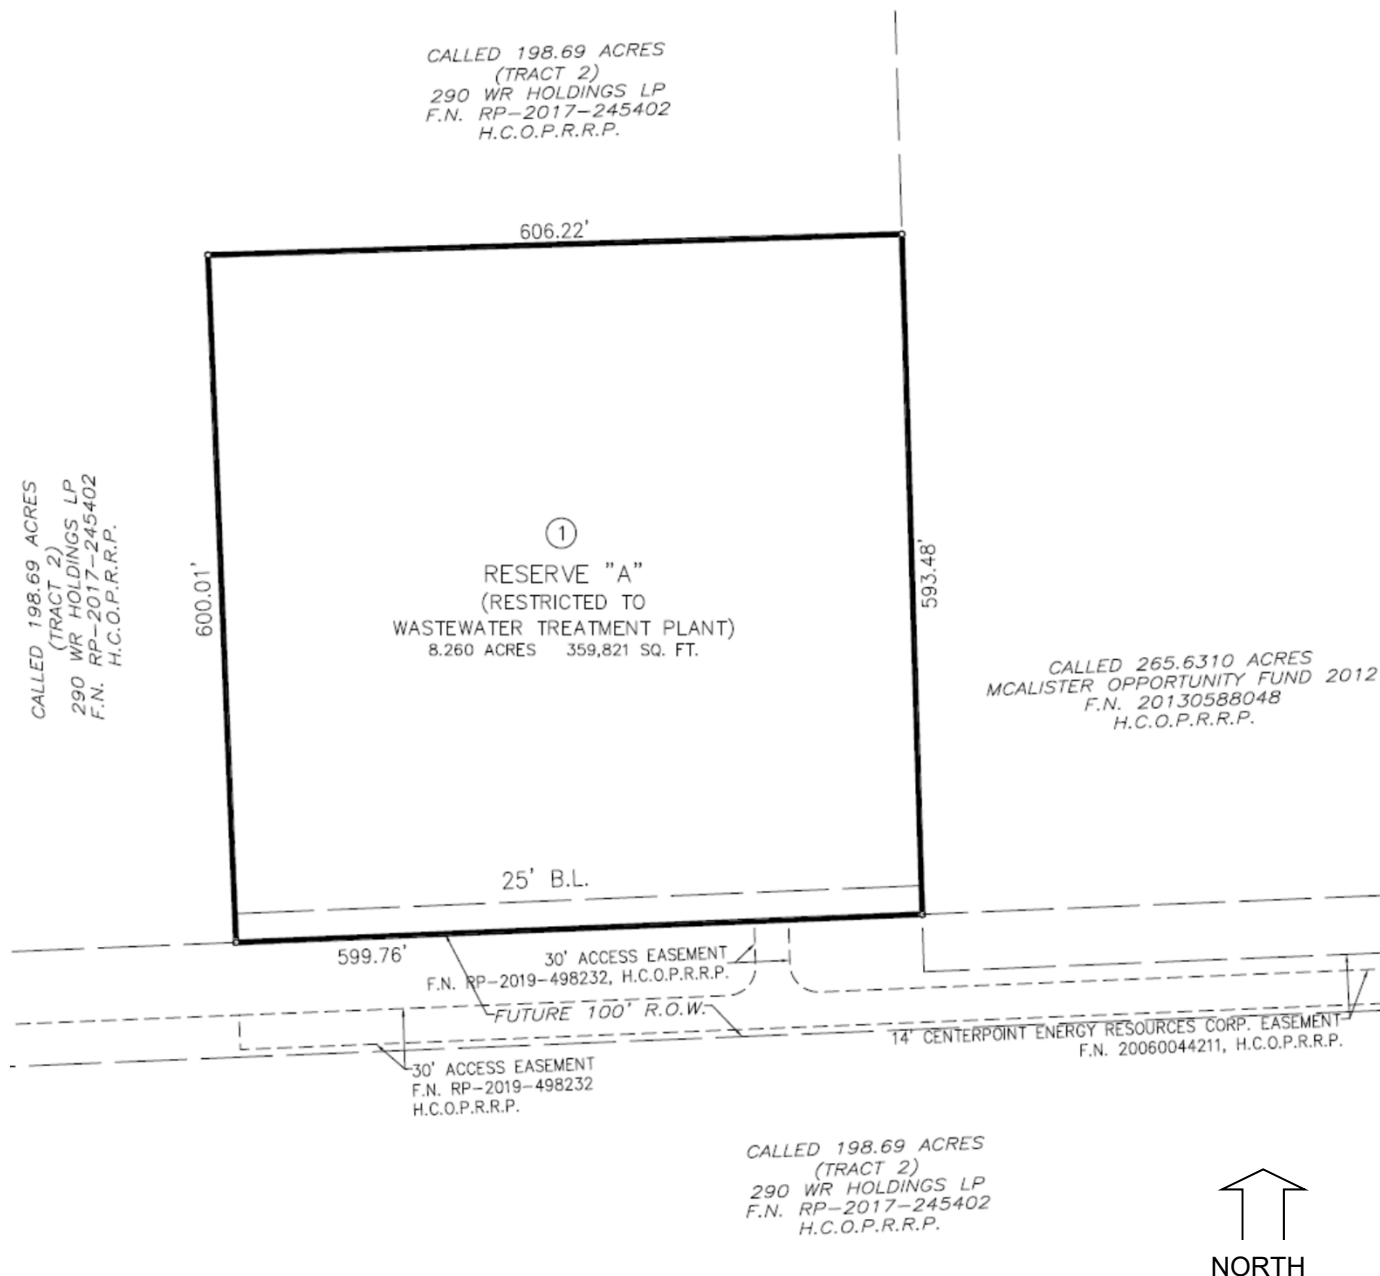 CALLED 198.69 ACRES
(TRACT 2)
290 WR HOLDINGS LP
F.N. RP-2017-245402
H.C.O.P.R.R.P.
606.22'
CALLED 198.69 ACRES
(TRACT 2)
290 WR HOLDINGS LP
F.N. RP-2017-245402
H.C.O.P.R.R.P.
600.01'
1
RESERVE "A"
(RESTRICTED TO
WASTEWATER TREATMENT PLANT)
8.260 ACRES 359,821 SQ. FT.
593.48'
CALLED 265.6310 ACRES
MCALISTER OPPORTUNITY FUND 2012
F.N. 20130588048
H.C.O.P.R.R.P.
25' B.L.
599.76'
30' ACCESS EASEMENT
F.N. RP-2019-498232, H.C.O.P.R.R.P.
FUTURE 100' R.O.W.
14' CENTERPOINT ENERGY RESOURCES CORP. EASEMENT
F.N. 20060044211, H.C.O.P.R.R.P.
30' ACCESS EASEMENT
F.N. RP-2019-498232
H.C.O.P.R.R.P.
CALLED 198.69 ACRES
(TRACT 2)
290 WR HOLDINGS LP
F.N. RP-2017-245402
H.C.O.P.R.R.P.
NORTH